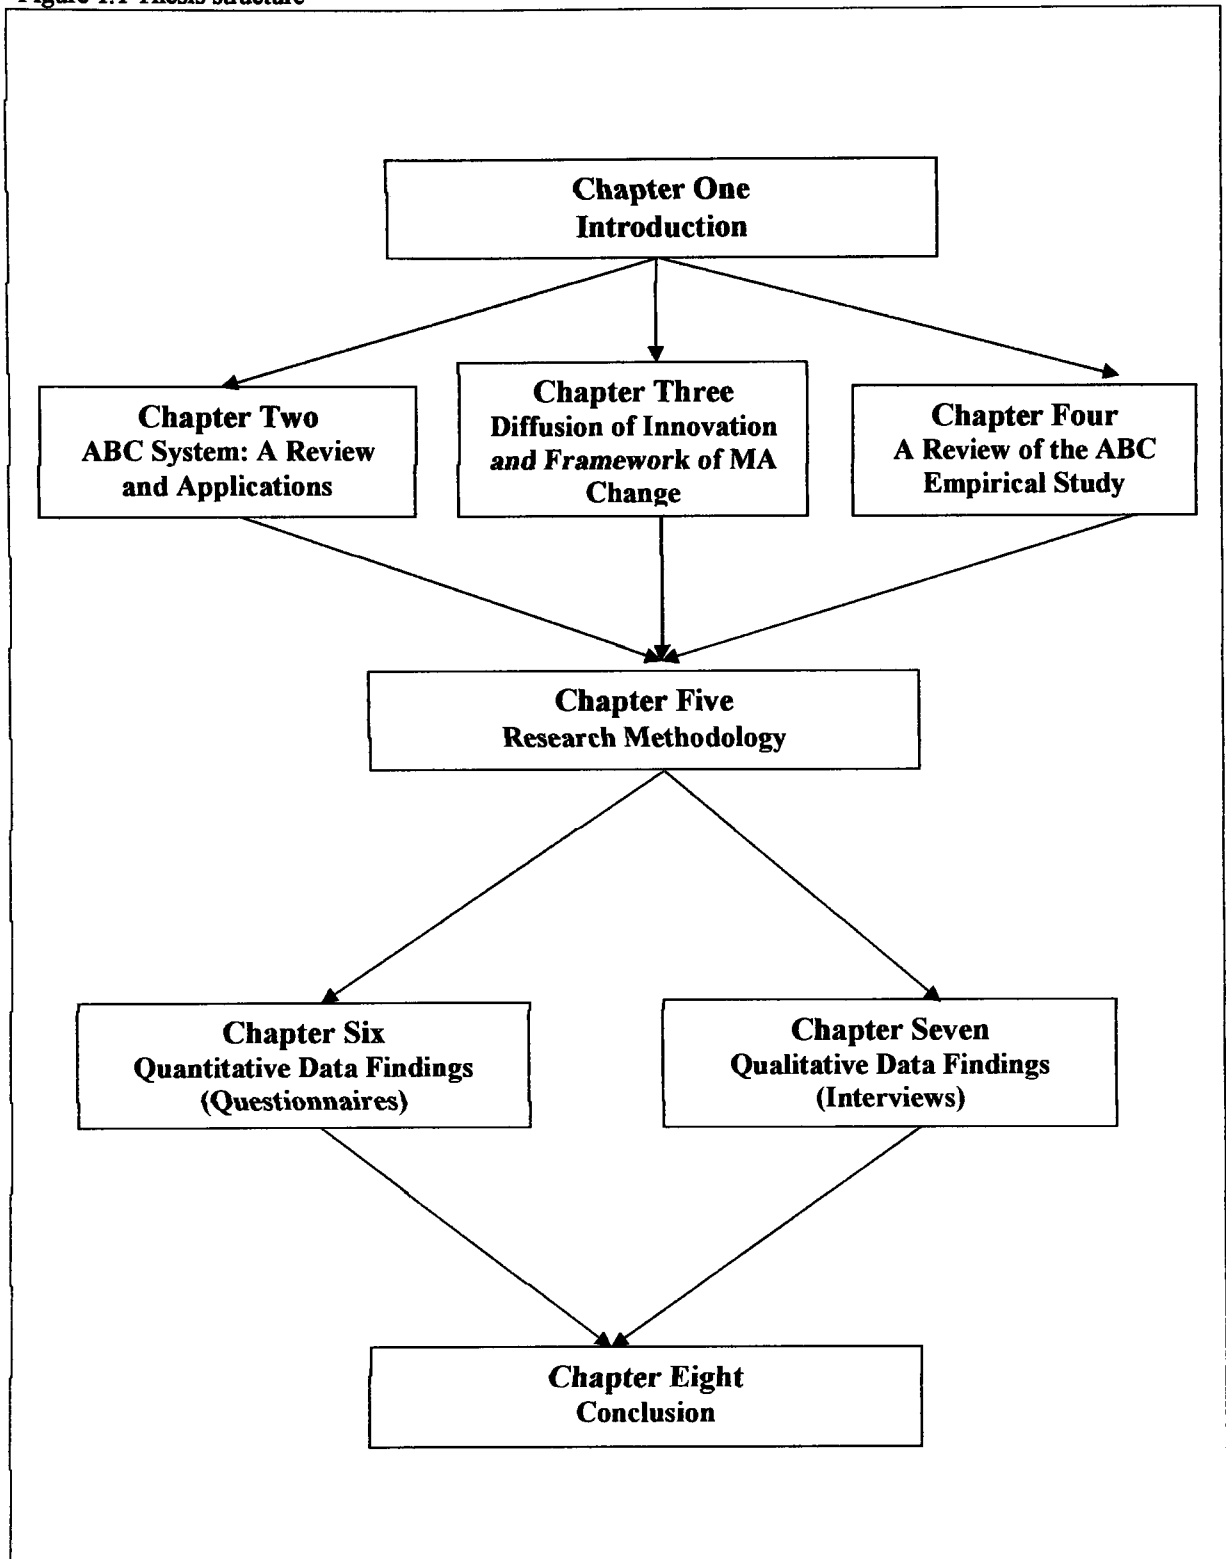 Figure 1.1 Thesis structure
Chapter One
Introduction
Chapter Two
ABC System: A Review
and Applications
Chapter Three
Diffusion of Innovation
and Framework of MA
Change
Chapter Four
A Review of the ABC
Empirical Study
Chapter Five
Research Methodology
Chapter Six
Quantitative Data Findings
(Questionnaires)
Chapter Seven
Qualitative Data Findings
(Interviews)
Chapter Eight
Conclusion